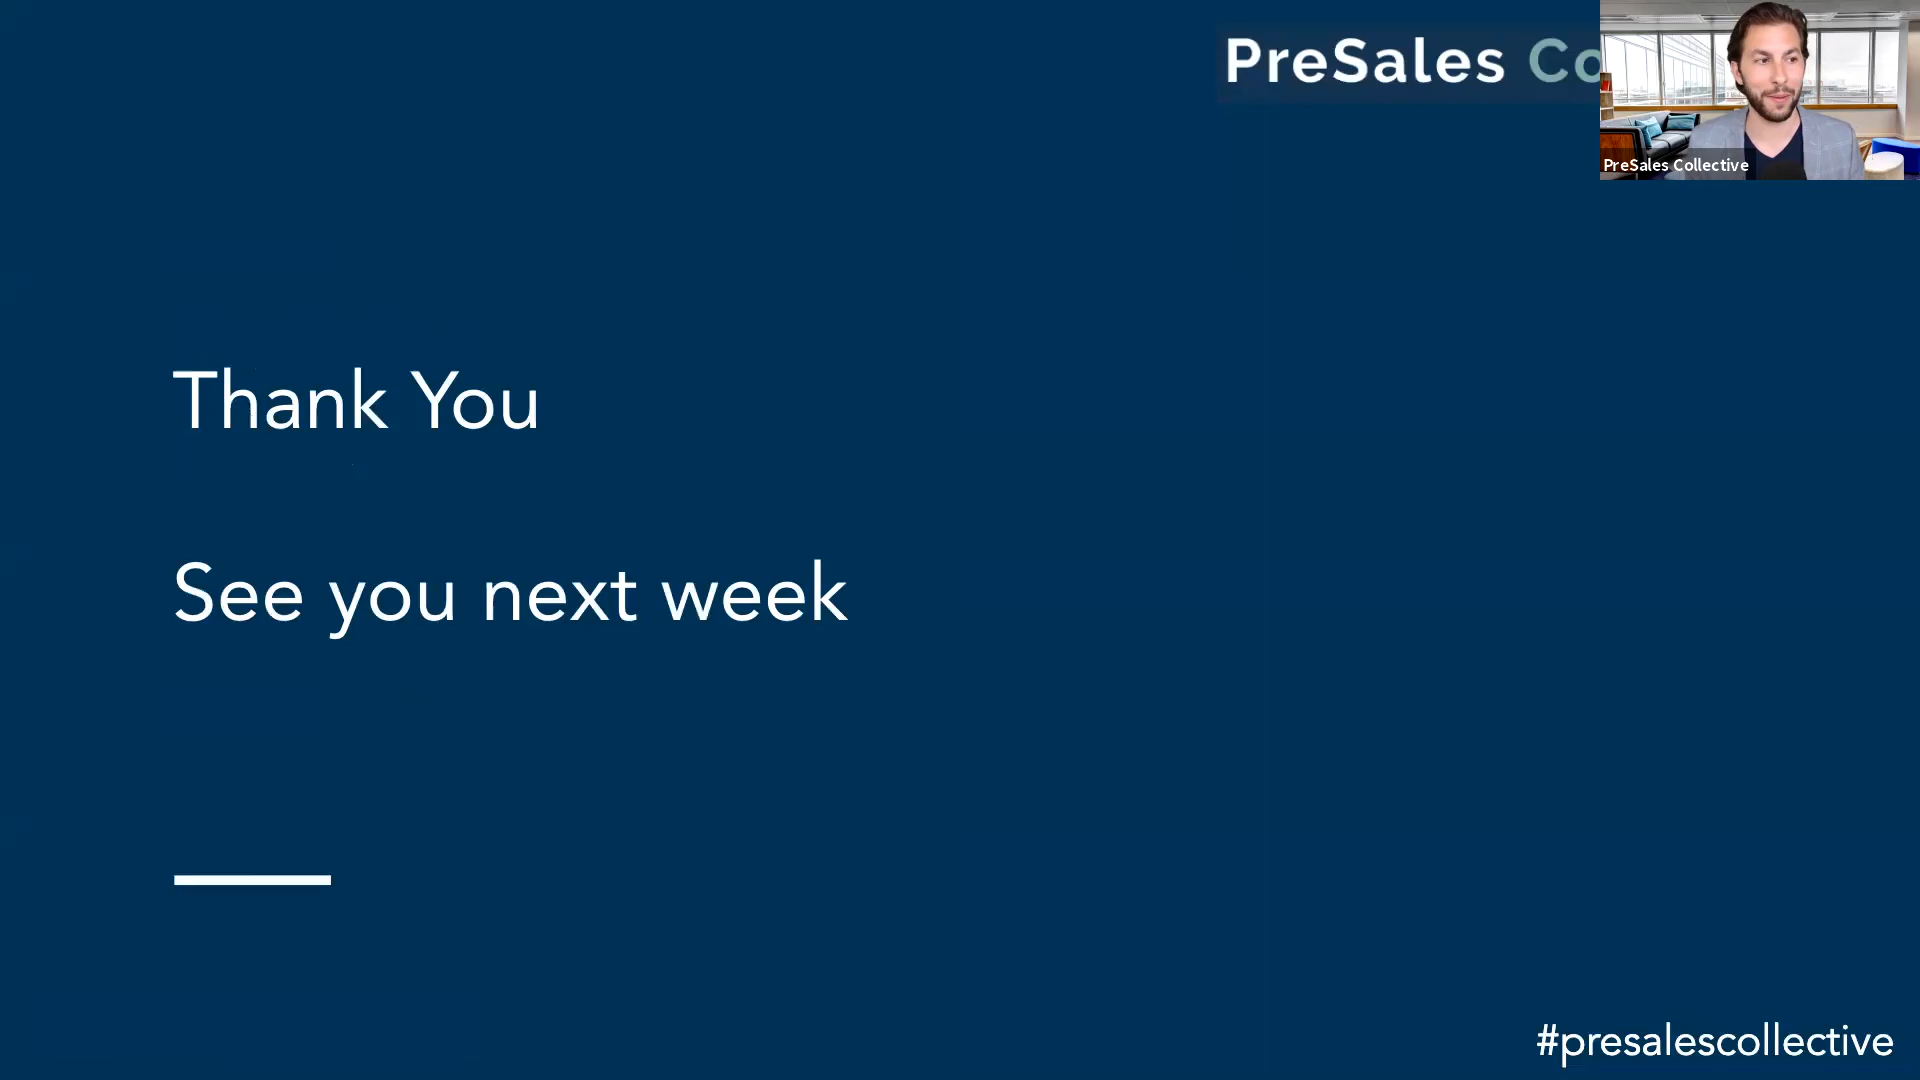 PreSales Co
PreSales Collective
Thank You
See you next week
#presalescollective